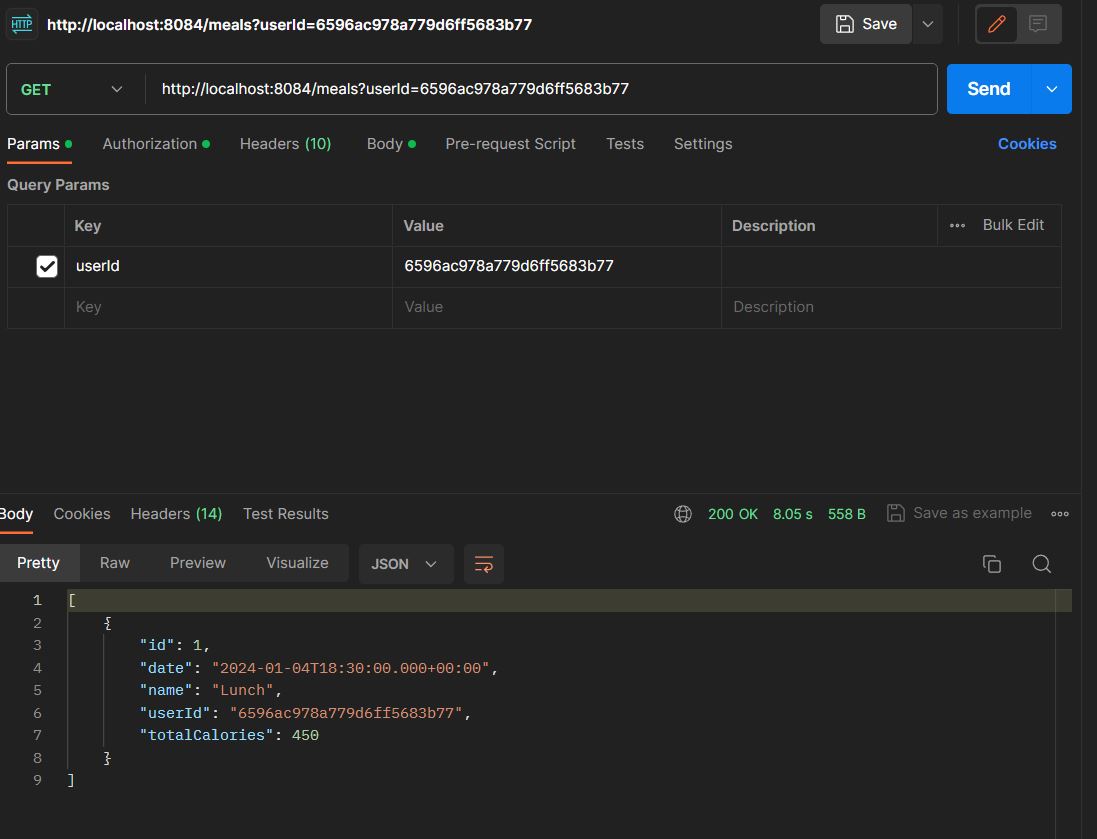 HTTP http://localhost:8084/meals?userId=6596ac978a779d6ff5683b77 Save
GET http://localhost:8084/meals?userId=6596ac978a779d6ff5683b77 Send
Params Authorization Headers (10) Body Pre-request Script Tests Settings Cookies
Query Params
Key Value Description ••• Bulk Edit
userId 6596ac978a779d6ff5683b77
Key Value Description
Body Cookies Headers (14) Test Results 200 OK 8.05 s 558 B Save as example •••
Pretty Raw Preview Visualize JSON
1 [
2 {
3 "id": 1,
4 "date": "2024-01-04T18:30:00.000+00:00",
5 "name": "Lunch",
6 "userId": "6596ac978a779d6ff5683b77",
7 "totalCalories": 450
8 }
9 ]